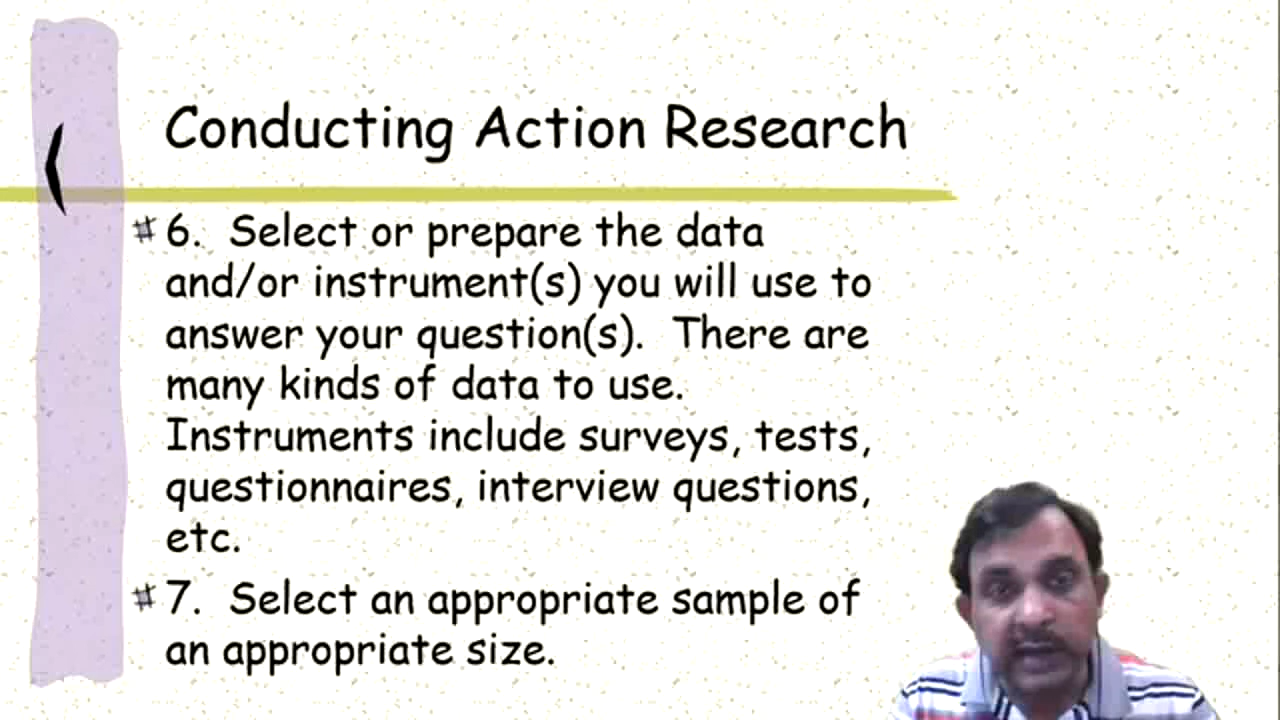 Conducting Action Research
6. Select or prepare the data
and/or instrument(s) you will use to
answer your question(s). There are
many kinds of data to use.
Instruments include surveys, tests,
questionnaires, interview questions,
etc.
7. Select an appropriate sample of
an appropriate size.